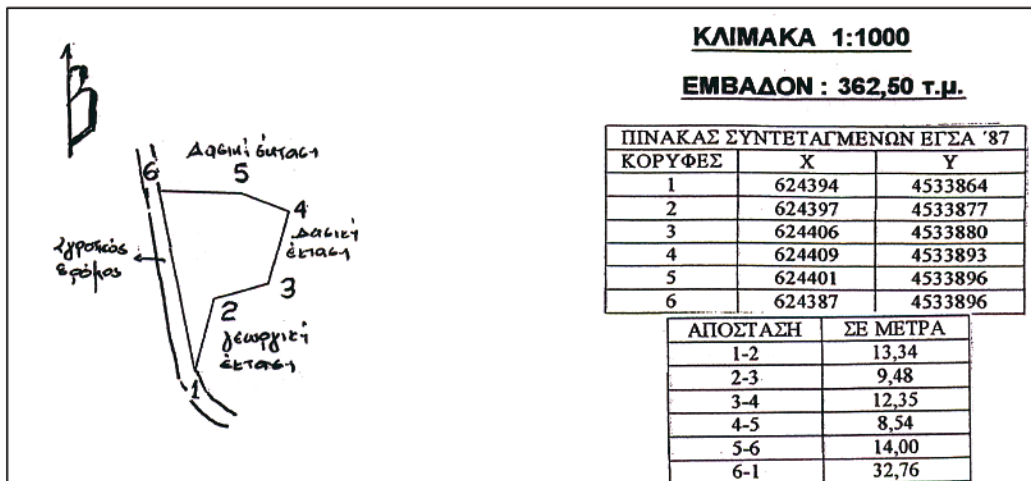 ΚΛΙΜΑΚΑ 1:1000
ΕΜΒΑΔΟΝ : 362,50 τ.μ.
Β
Δασική έκταση
6
5
4
Δασική
έκταση
Αγροτικός
δρόμος
3
2
γεωργική
έκταση
1
ΠΙΝΑΚΑΣ ΣΥΝΤΕΤΑΓΜΕΝΩΝ ΕΓΣΑ '87
ΚΟΡΥΦΕΣ Χ Υ
1 624394 4533864
2 624397 4533877
3 624406 4533880
4 624409 4533893
5 624401 4533896
6 624387 4533896
ΑΠΟΣΤΑΣΗ ΣΕ ΜΕΤΡΑ
1-2 13,34
2-3 9,48
3-4 12,35
4-5 8,54
5-6 14,00
6-1 32,76